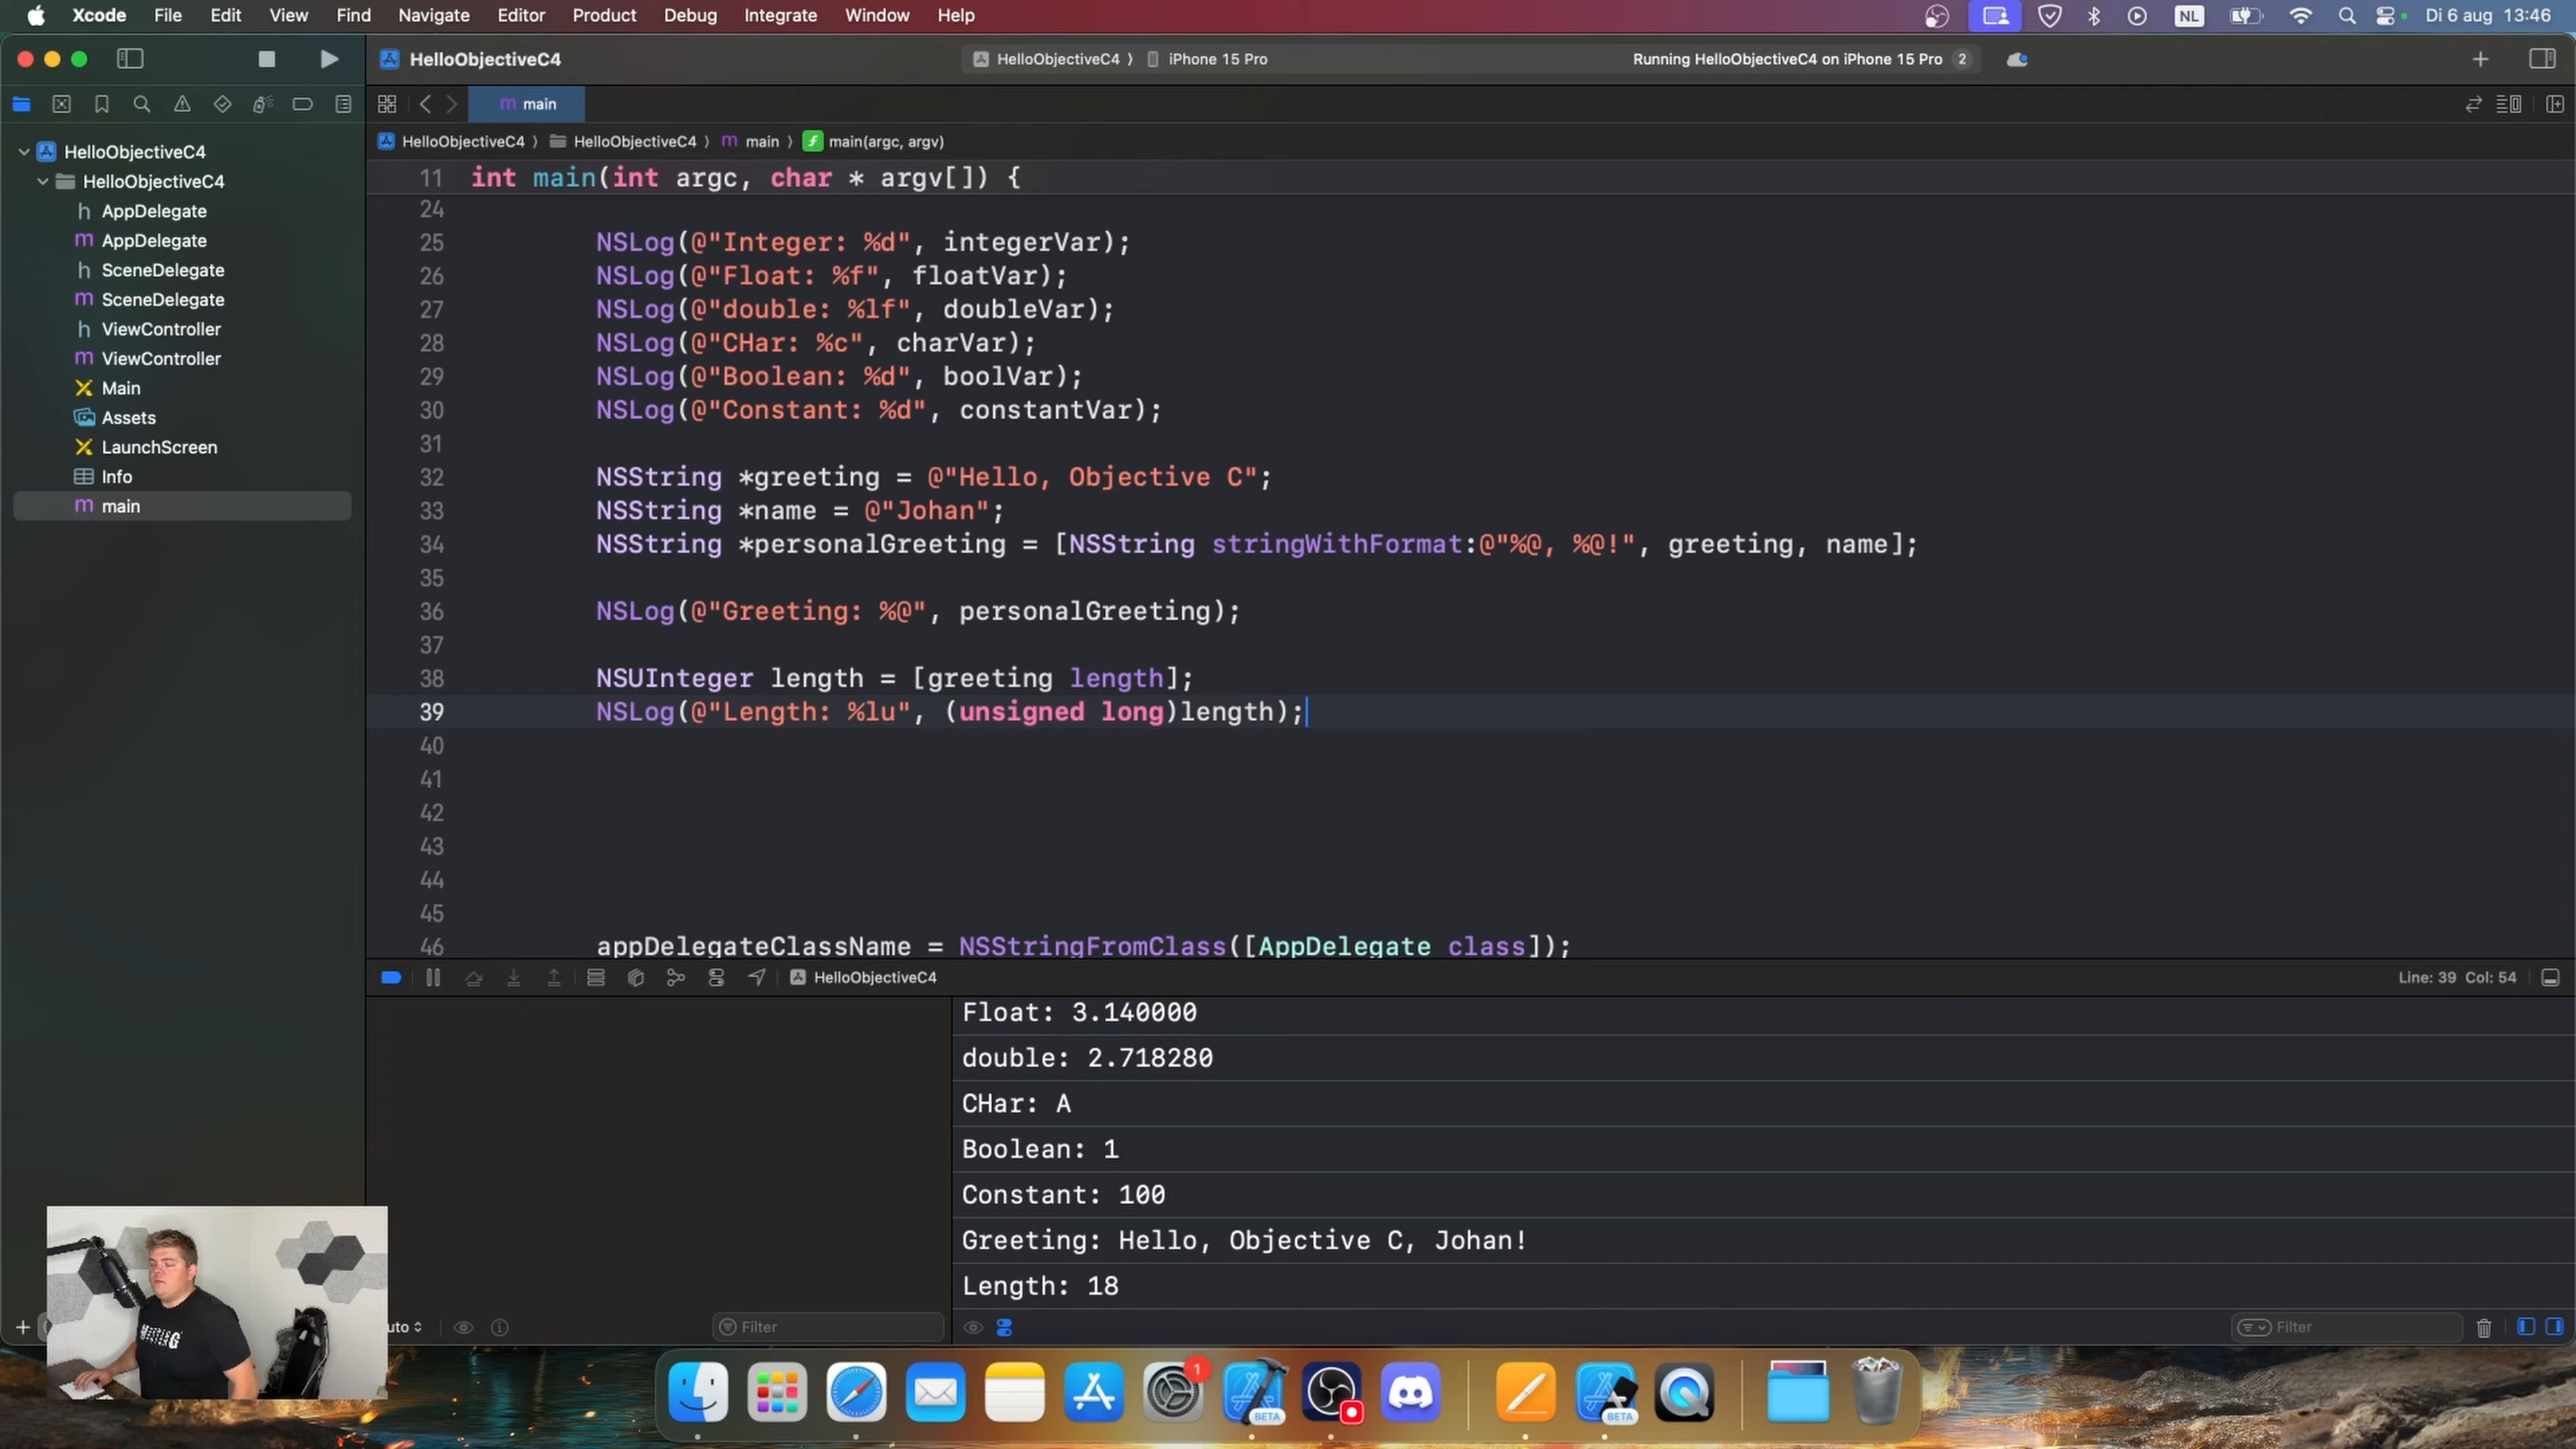 Xcode File Edit View Find Navigate Editor Product Debug Integrate Window Help NL Di 6 aug 13:46
HelloObjectiveC4 HelloObjectiveC4 ⟩ iPhone 15 Pro Running HelloObjectiveC4 on iPhone 15 Pro 2
m main
HelloObjectiveC4 ⟩ HelloObjectiveC4 ⟩ m main ⟩ f main(argc, argv)
HelloObjectiveC4
HelloObjectiveC4
h AppDelegate
m AppDelegate
h SceneDelegate
m SceneDelegate
h ViewController
m ViewController
Main
Assets
LaunchScreen
Info
m main
11 int main(int argc, char * argv[]) {
24
25 NSLog(@"Integer: %d", integerVar);
26 NSLog(@"Float: %f", floatVar);
27 NSLog(@"double: %lf", doubleVar);
28 NSLog(@"CHar: %c", charVar);
29 NSLog(@"Boolean: %d", boolVar);
30 NSLog(@"Constant: %d", constantVar);
31
32 NSString *greeting = @"Hello, Objective C";
33 NSString *name = @"Johan";
34 NSString *personalGreeting = [NSString stringWithFormat:@"%@, %@!", greeting, name];
35
36 NSLog(@"Greeting: %@", personalGreeting);
37
38 NSUInteger length = [greeting length];
39 NSLog(@"Length: %lu", (unsigned long)length);
40
41
42
43
44
45
46 appDelegateClassName = NSStringFromClass([AppDelegate class]);
HelloObjectiveC4 Line: 39 Col: 54
Float: 3.140000
double: 2.718280
CHar: A
Boolean: 1
Constant: 100
Greeting: Hello, Objective C, Johan!
Length: 18
uto Filter Filter
1
BETA BETA